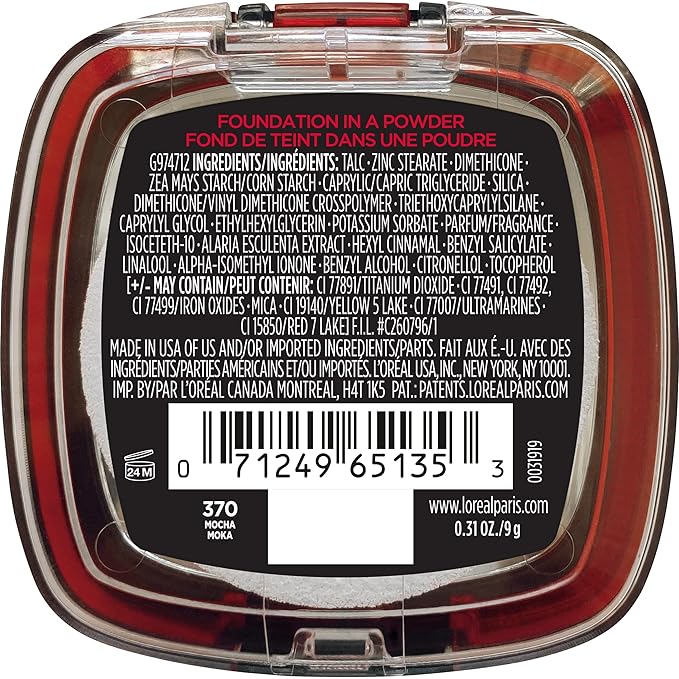 FOUNDATION IN A POWDER
FOND DE TEINT DANS UNE POUDRE
G974712 INGREDIENTS/INGRÉDIENTS: TALC · ZINC STEARATE · DIMETHICONE ·
ZEA MAYS STARCH/CORN STARCH · CAPRYLIC/CAPRIC TRIGLYCERIDE · SILICA ·
DIMETHICONE/VINYL DIMETHICONE CROSSPOLYMER · TRIETHOXYCAPRYLYLSILANE ·
CAPRYLYL GLYCOL · ETHYLHEXYLGLYCERIN · POTASSIUM SORBATE · PARFUM/FRAGRANCE ·
ISOCETETH-10 · ALARIA ESCULENTA EXTRACT · HEXYL CINNAMAL · BENZYL SALICYLATE ·
LINALOOL · ALPHA-ISOMETHYL IONONE · BENZYL ALCOHOL · CITRONELLOL · TOCOPHEROL
[+/- MAY CONTAIN/PEUT CONTENIR: CI 77891/TITANIUM DIOXIDE · CI 77491, CI 77492,
CI 77499/IRON OXIDES · MICA · CI 19140/YELLOW 5 LAKE · CI 77007/ULTRAMARINES ·
CI 15850/RED 7 LAKE] F.I.L. #C260796/1
MADE IN USA OF US AND/OR IMPORTED INGREDIENTS/PARTS. FAIT AUX É.-U. AVEC DES
INGRÉDIENTS/PARTIES AMÉRICAINS ET/OU IMPORTÉS. L'ORÉAL USA, INC., NEW YORK, NY 10001.
IMP. BY/PAR L'ORÉAL CANADA MONTREAL, H4T 1K5 PAT.: PATENTS.LOREALPARIS.COM
24 M
0 71249 65135 3
0031919
370
MOCHA
MOKA
www.lorealparis.com
0.31 OZ./9 g